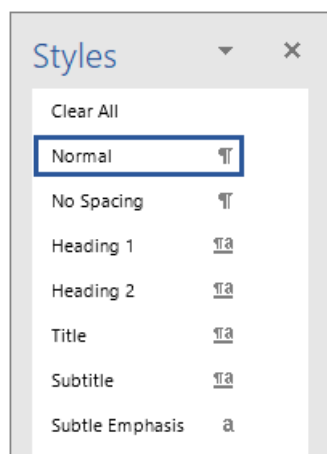 Styles
Clear All
Normal ¶
No Spacing ¶
Heading 1 ¶a
Heading 2 ¶a
Title ¶a
Subtitle ¶a
Subtle Emphasis a